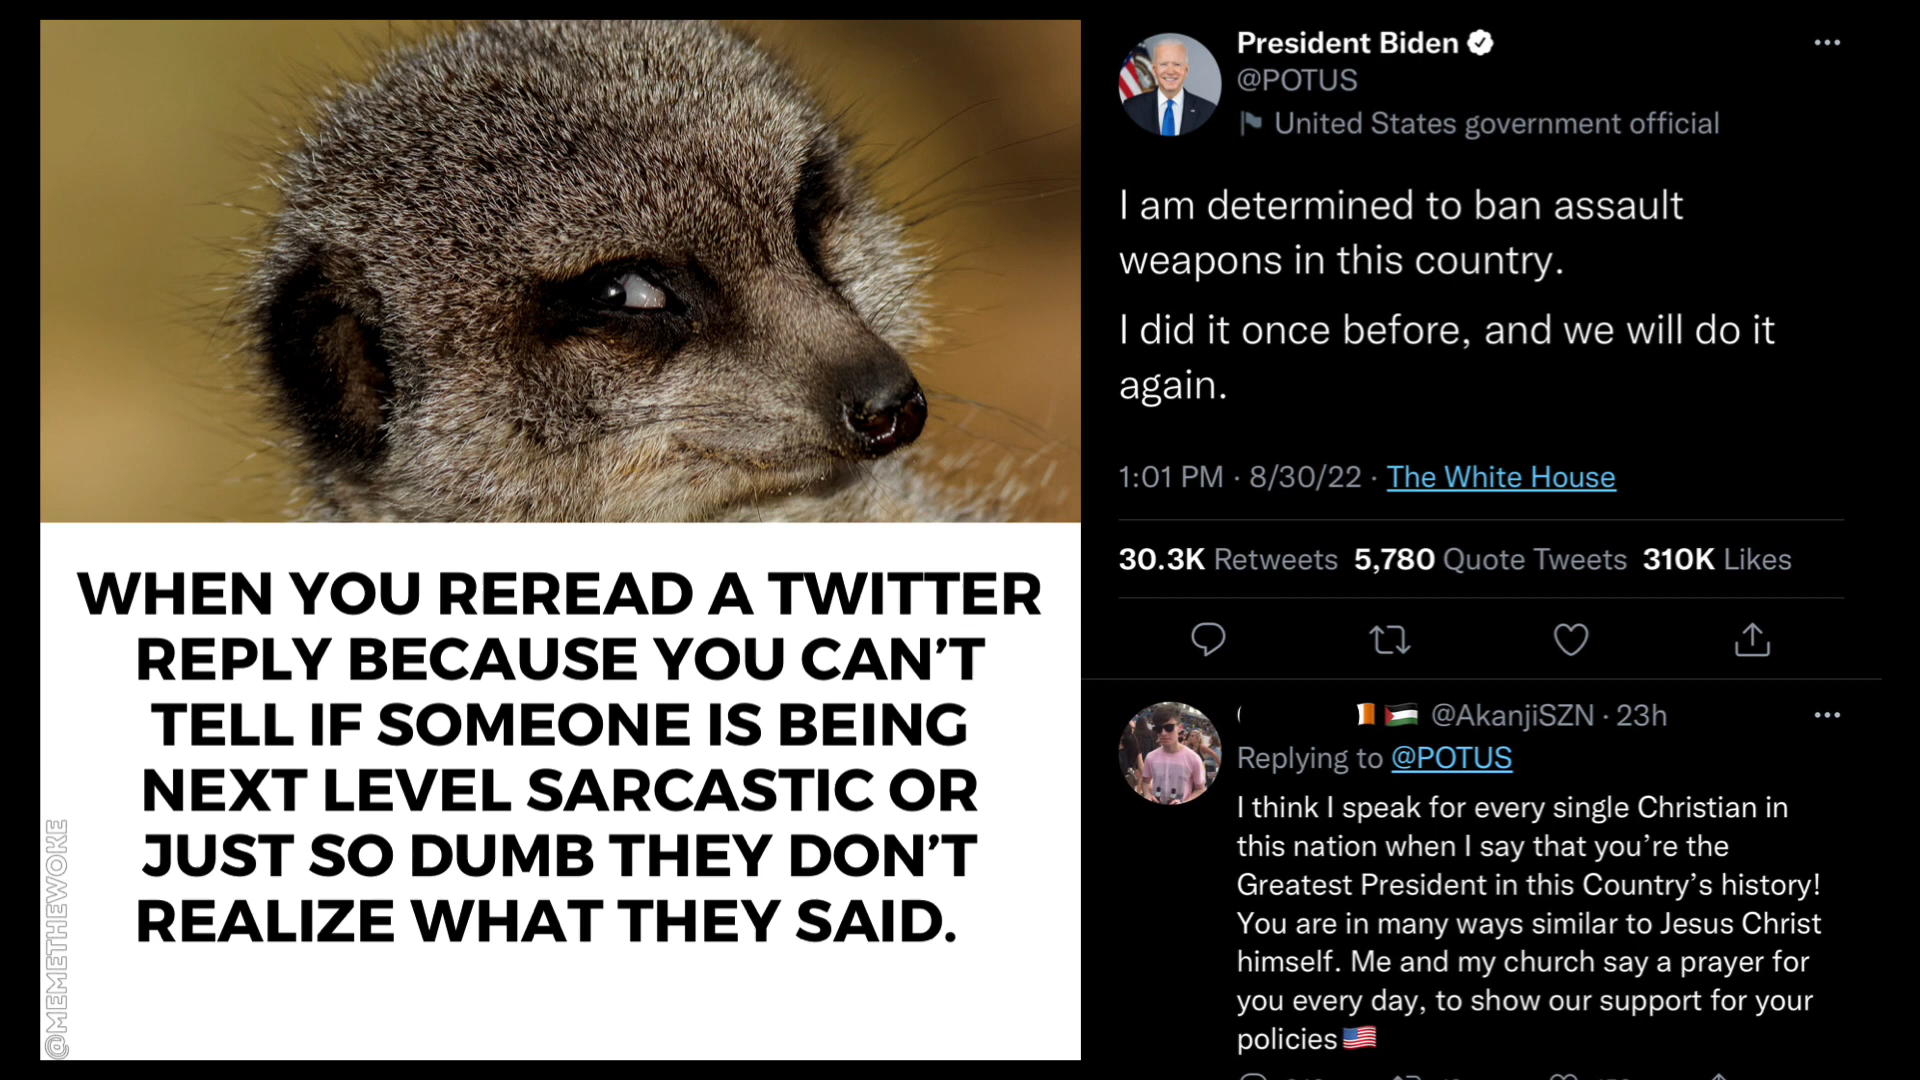 WHEN YOU REREAD A TWITTER
REPLY BECAUSE YOU CAN'T
TELL IF SOMEONE IS BEING
NEXT LEVEL SARCASTIC OR
JUST SO DUMB THEY DON'T
REALIZE WHAT THEY SAID.
@MEMETHEWOKE
President Biden
@POTUS
United States government official
I am determined to ban assault
weapons in this country.
I did it once before, and we will do it
again.
1:01 PM · 8/30/22 · The White House
30.3K Retweets 5,780 Quote Tweets 310K Likes
@AkanjiSZN · 23h
Replying to @POTUS
I think I speak for every single Christian in
this nation when I say that you're the
Greatest President in this Country's history!
You are in many ways similar to Jesus Christ
himself. Me and my church say a prayer for
you every day, to show our support for your
policies🇺🇸